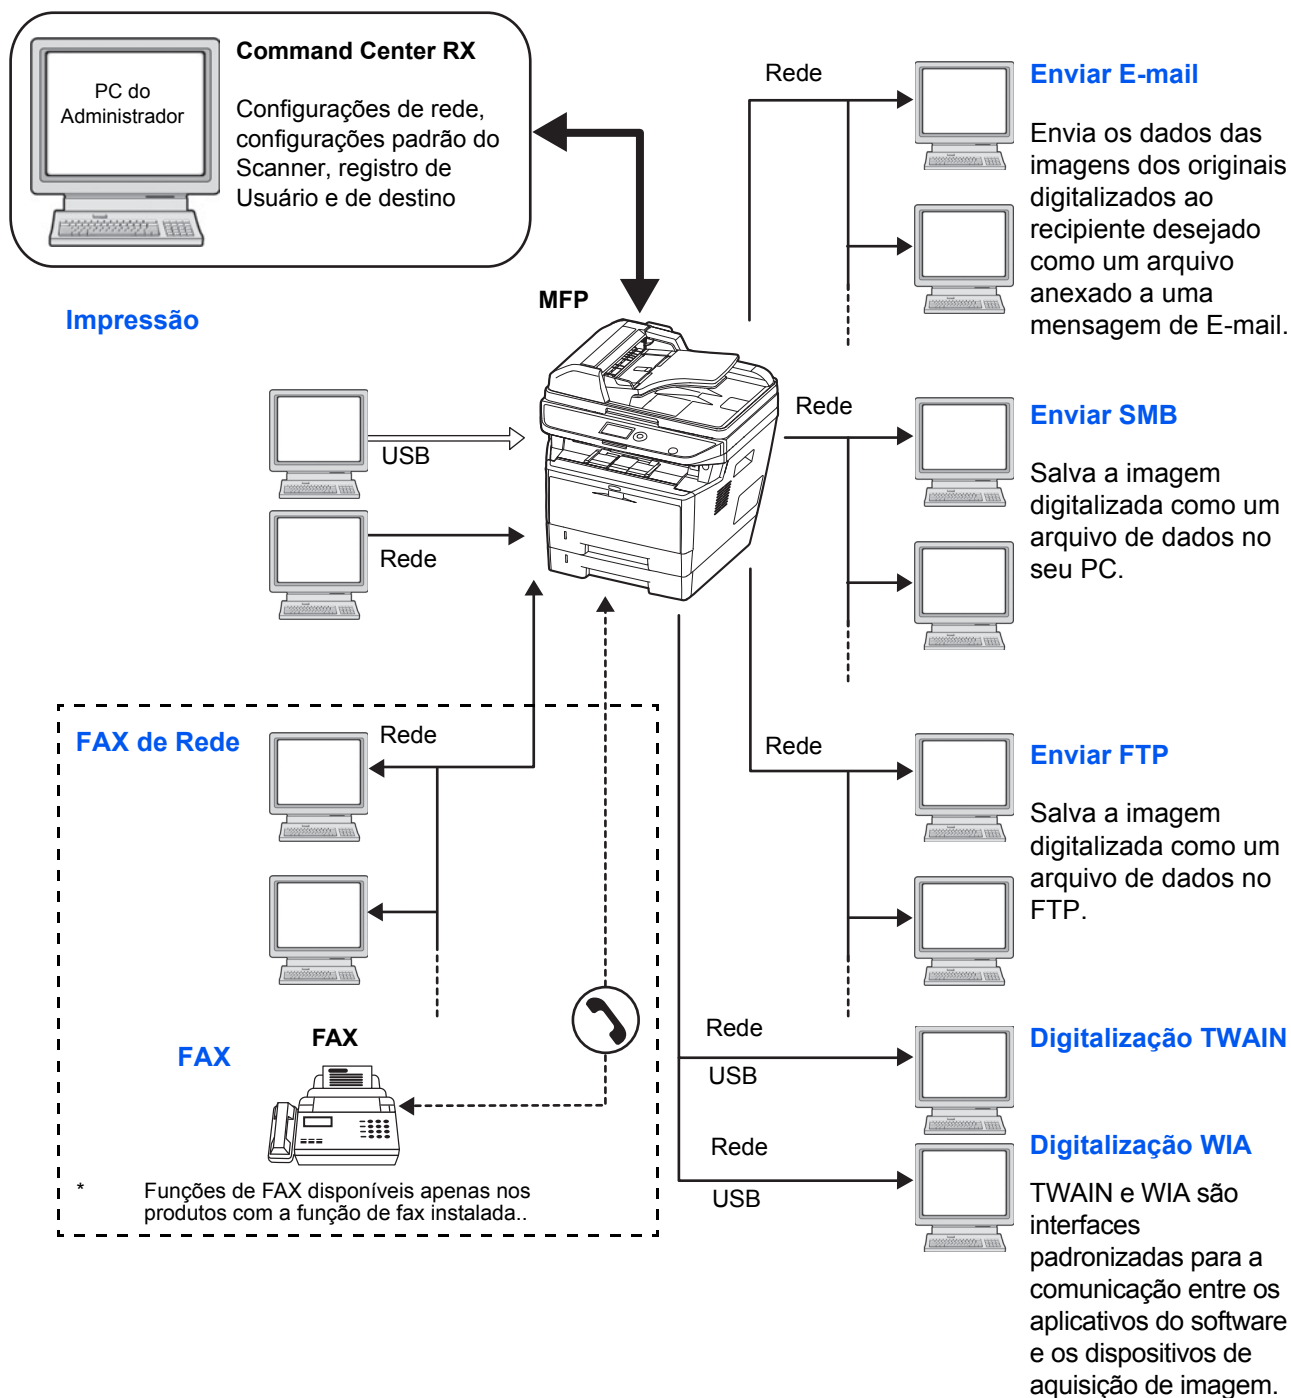 Command Center RX
PC do
Administrador
Configurações de rede,
configurações padrão do
Scanner, registro de
Usuário e de destino
Impressão
MFP
USB
Rede
Rede
Enviar E-mail
Envia os dados das
imagens dos originais
digitalizados ao
recipiente desejado
como um arquivo
anexado a uma
mensagem de E-mail.
Rede
Enviar SMB
Salva a imagem
digitalizada como um
arquivo de dados no
seu PC.
FAX de Rede
Rede
Rede
Enviar FTP
Salva a imagem
digitalizada como um
arquivo de dados no
FTP.
FAX
FAX
* Funções de FAX disponíveis apenas nos
produtos com a função de fax instalada..
Rede
USB
Digitalização TWAIN
Rede
USB
Digitalização WIA
TWAIN e WIA são
interfaces
padronizadas para a
comunicação entre os
aplicativos do software
e os dispositivos de
aquisição de imagem.